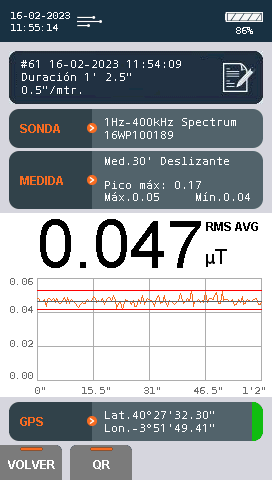 16-02-2023
11:55:14
86%
#61 16-02-2023 11:54:09
Duración 1' 2.5"
0.5"/mtr.
SONDA
1Hz-400kHz Spectrum
16WP100189
MEDIDA
Med.30' Deslizante
Pico máx: 0.17
Máx.0.05 Mín.0.04
0.047 RMS AVG
µT
0.06
0.04
0.02
0.00
0" 15.5" 31" 46.5" 1'2"
GPS
Lat.40°27'32.30"
Lon.-3°51'49.41"
VOLVER QR